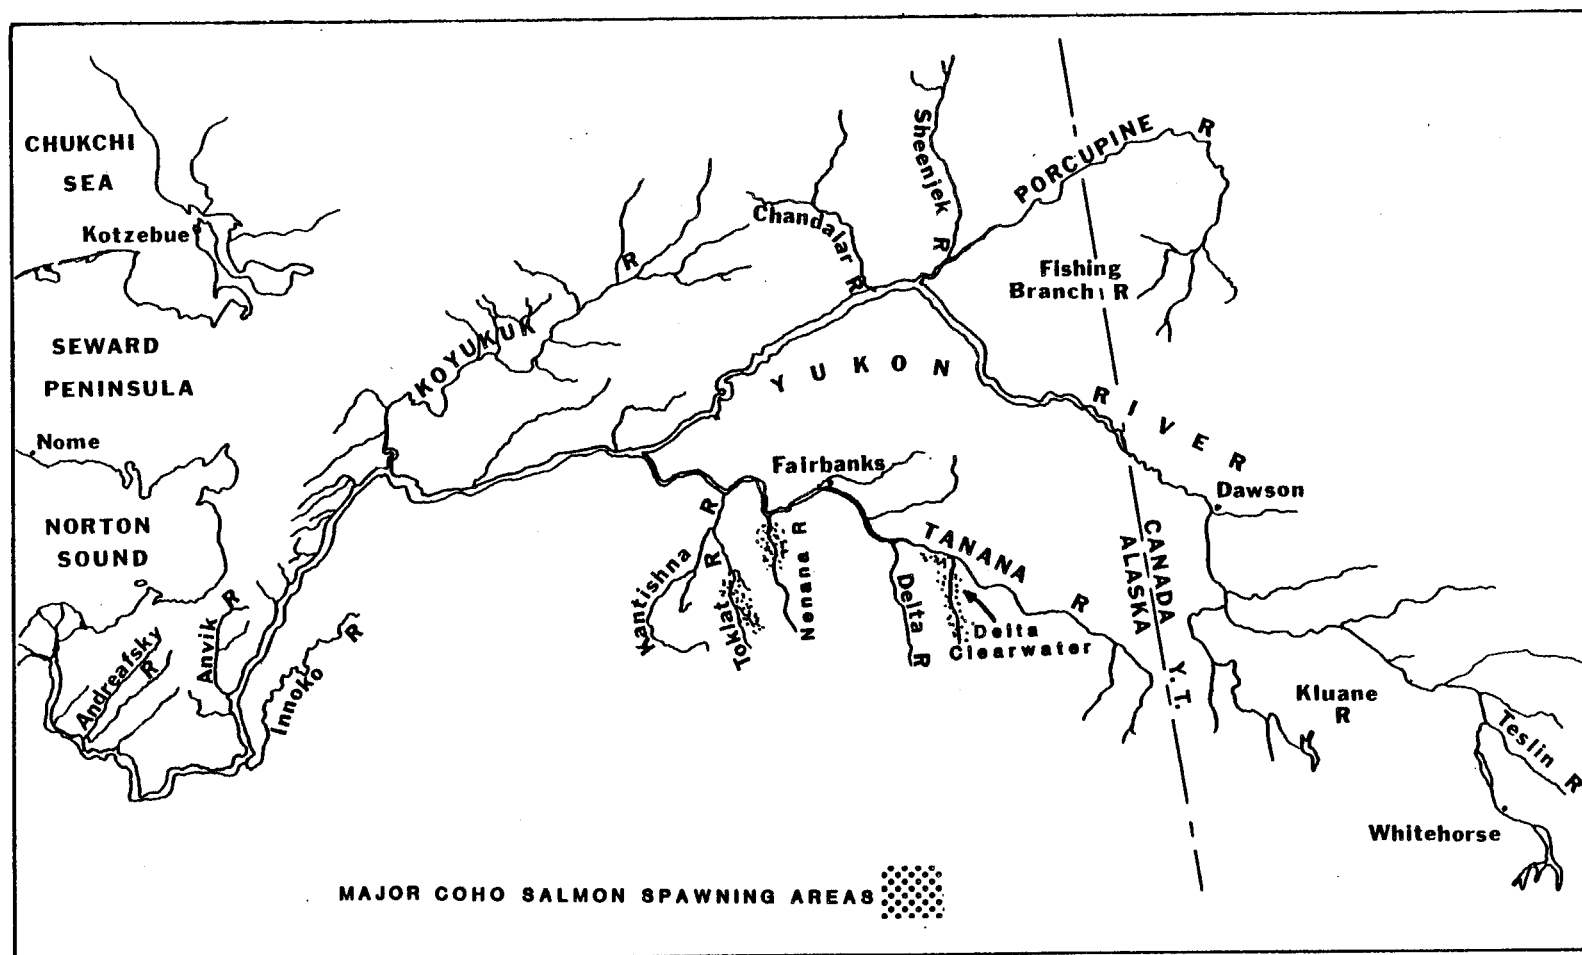 CHUKCHI
SEA
Kotzebue
SEWARD
PENINSULA
Nome
NORTON
SOUND
Andreafsky
R
Anvik
R
Innoko
R
KOYUKUK
R
Chandalar
R
Sheenjek
R
PORCUPINE
R
Fishing
Branch R
YUKON
RIVER
Fairbanks
Dawson
Kantishna
R
Toklat
R
Nenana R
Delta
R
TANANA
R
Delta
Clearwater
CANADA
ALASKA
Y.T.
Kluane
R
Teslin
R
Whitehorse
MAJOR COHO SALMON SPAWNING AREAS